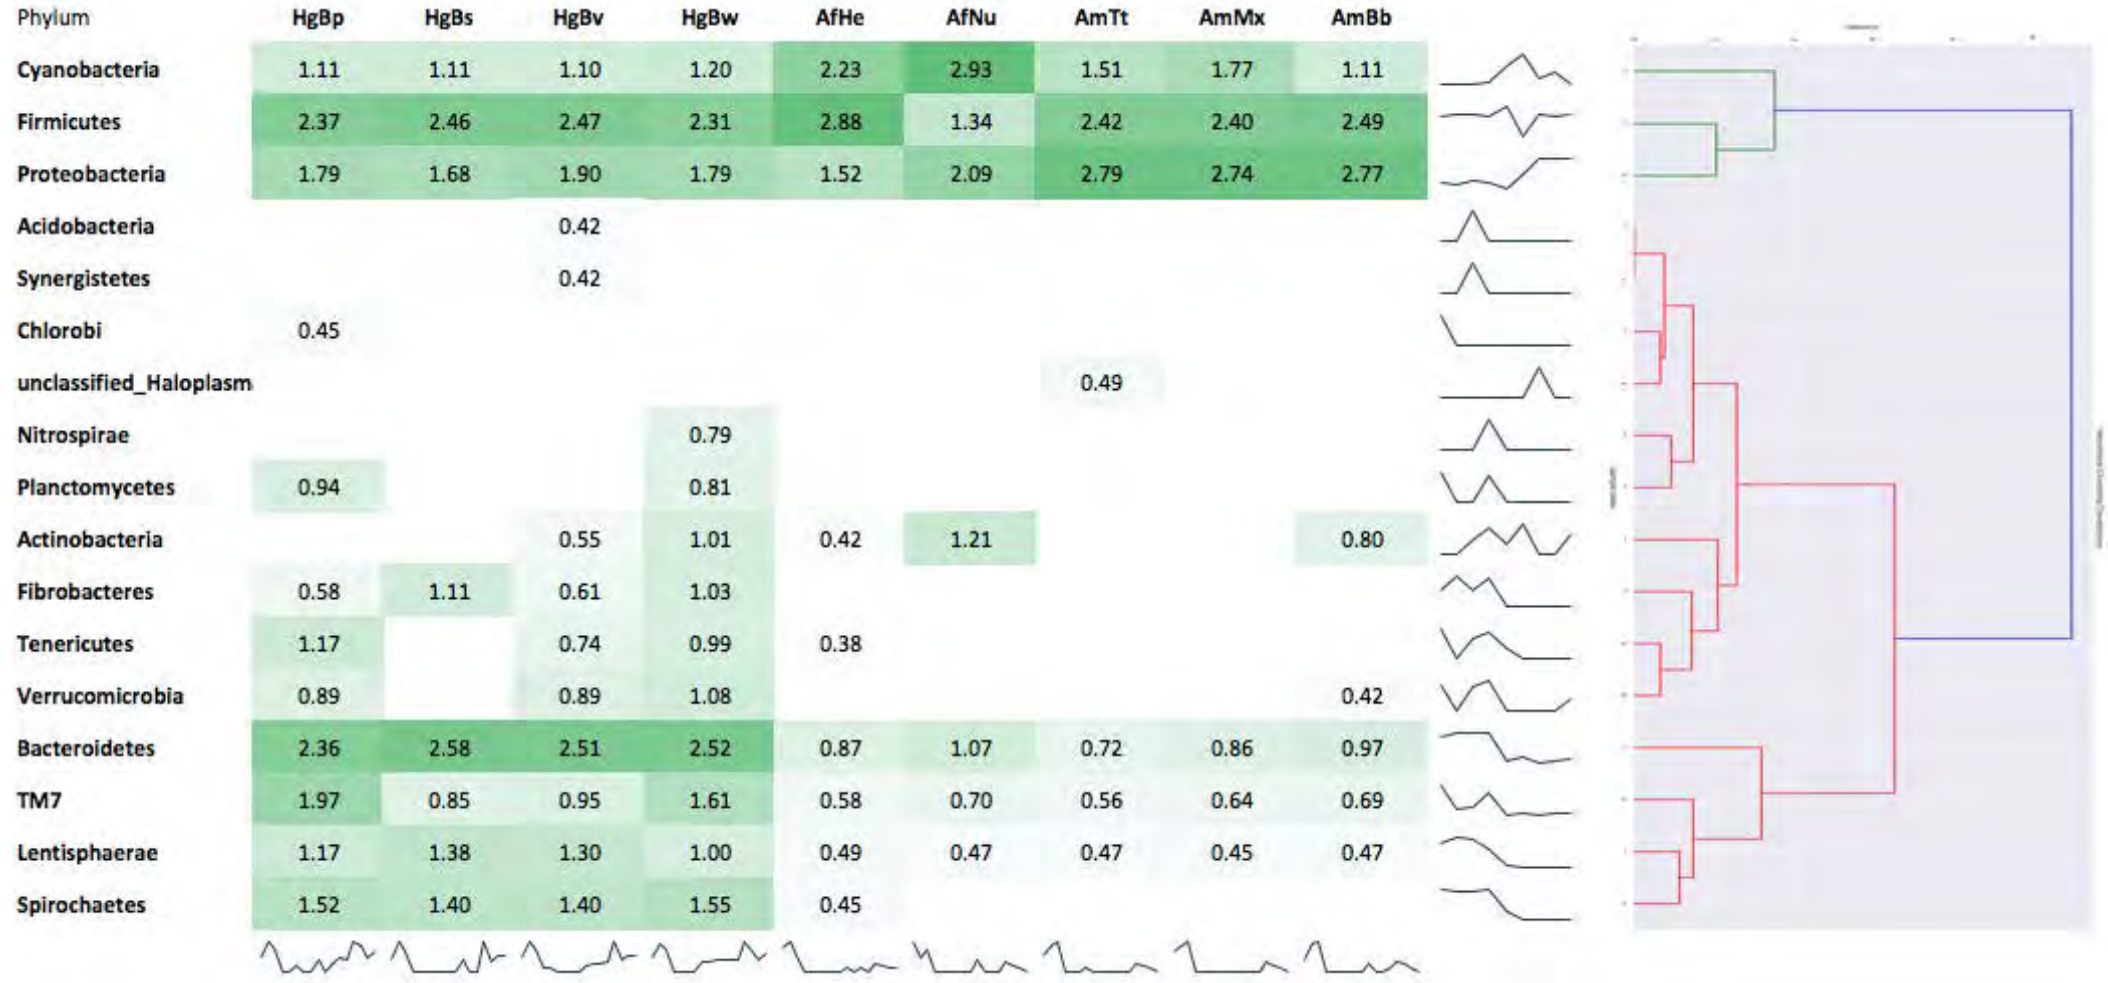 Phylum HgBp HgBs HgBv HgBw AfHe AfNu AmTt AmMx AmBb
Cyanobacteria 1.11 1.11 1.10 1.20 2.23 2.93 1.51 1.77 1.11
Firmicutes 2.37 2.46 2.47 2.31 2.88 1.34 2.42 2.40 2.49
Proteobacteria 1.79 1.68 1.90 1.79 1.52 2.09 2.79 2.74 2.77
Acidobacteria 0.42
Synergistetes 0.42
Chlorobi 0.45
unclassified_Haloplasm 0.49
Nitrospirae 0.79
Planctomycetes 0.94 0.81
Actinobacteria 0.55 1.01 0.42 1.21 0.80
Fibrobacteres 0.58 1.11 0.61 1.03
Tenericutes 1.17 0.74 0.99 0.38
Verrucomicrobia 0.89 0.89 1.08 0.42
Bacteroidetes 2.36 2.58 2.51 2.52 0.87 1.07 0.72 0.86 0.97
TM7 1.97 0.85 0.95 1.61 0.58 0.70 0.56 0.64 0.69
Lentisphaerae 1.17 1.38 1.30 1.00 0.49 0.47 0.47 0.45 0.47
Spirochaetes 1.52 1.40 1.40 1.55 0.45